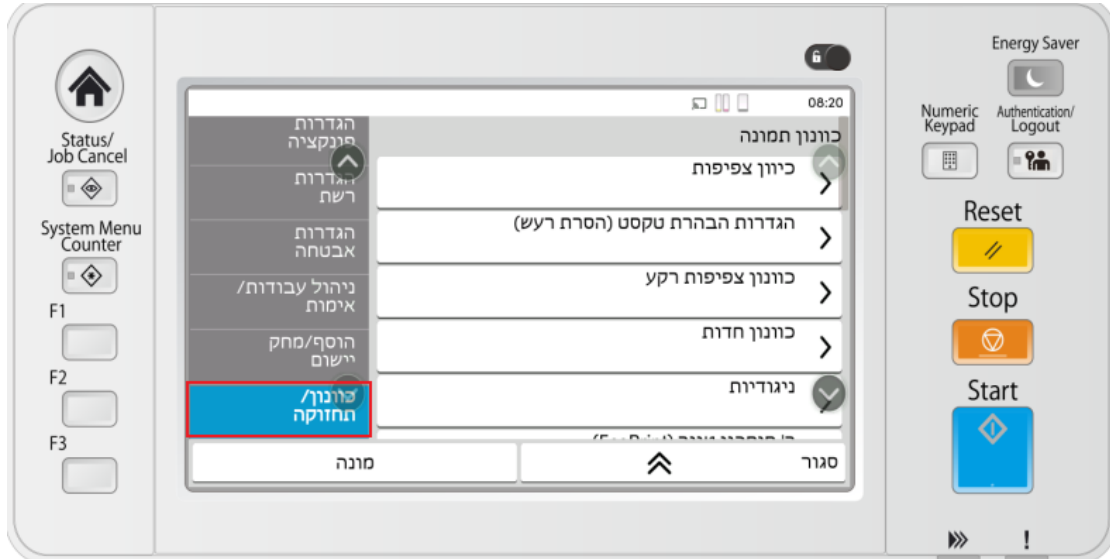 Energy Saver
Numeric
Keypad
Authentication/
Logout
Status/
Job Cancel
System Menu
Counter
F1
F2
F3
08:20
הגדרות
פונקציה
הגדרות
רשת
הגדרות
אבטחה
ניהול עבודות/
אימות
הוסף/מחק
יישום
כוונון/
תחזוקה
כוונון תמונה
כיוון צפיפות
הגדרות הבהרת טקסט (הסרת רעש)
כוונון צפיפות רקע
כוונון חדות
ניגודיות
מונה
סגור
Reset
Stop
Start
!